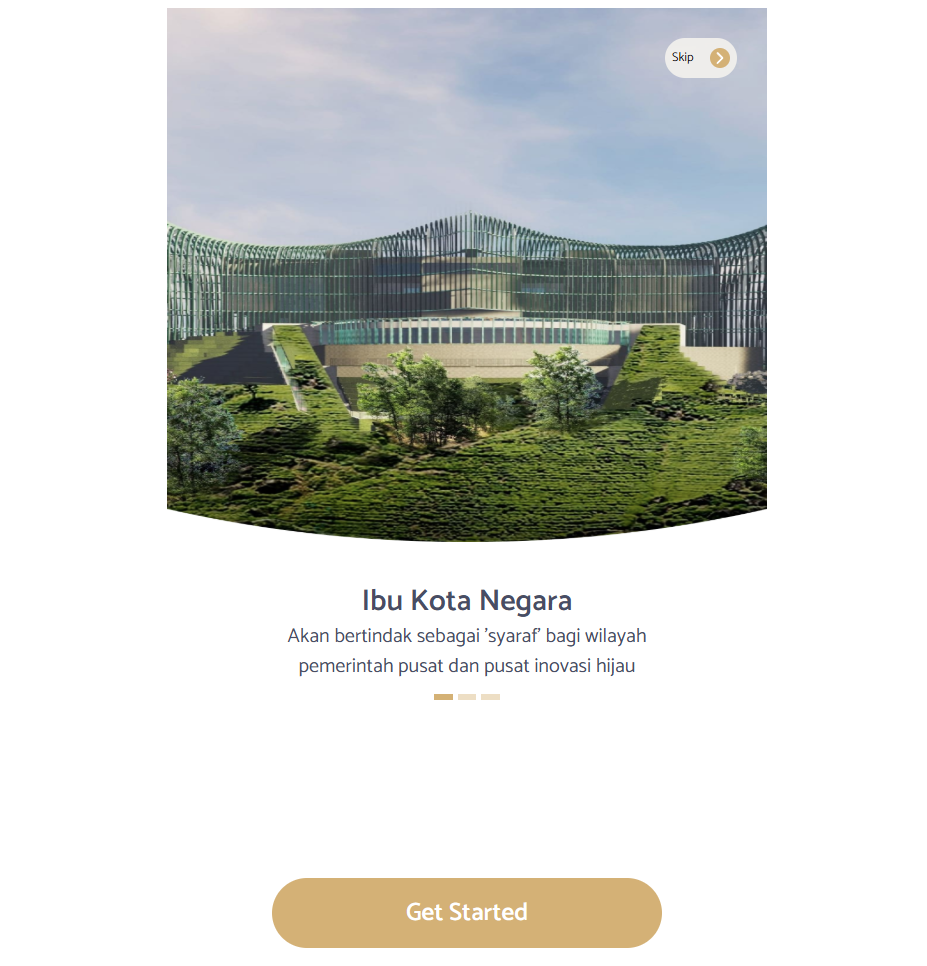 Skip
Ibu Kota Negara
Akan bertindak sebagai 'syaraf' bagi wilayah
pemerintah pusat dan pusat inovasi hijau
Get Started